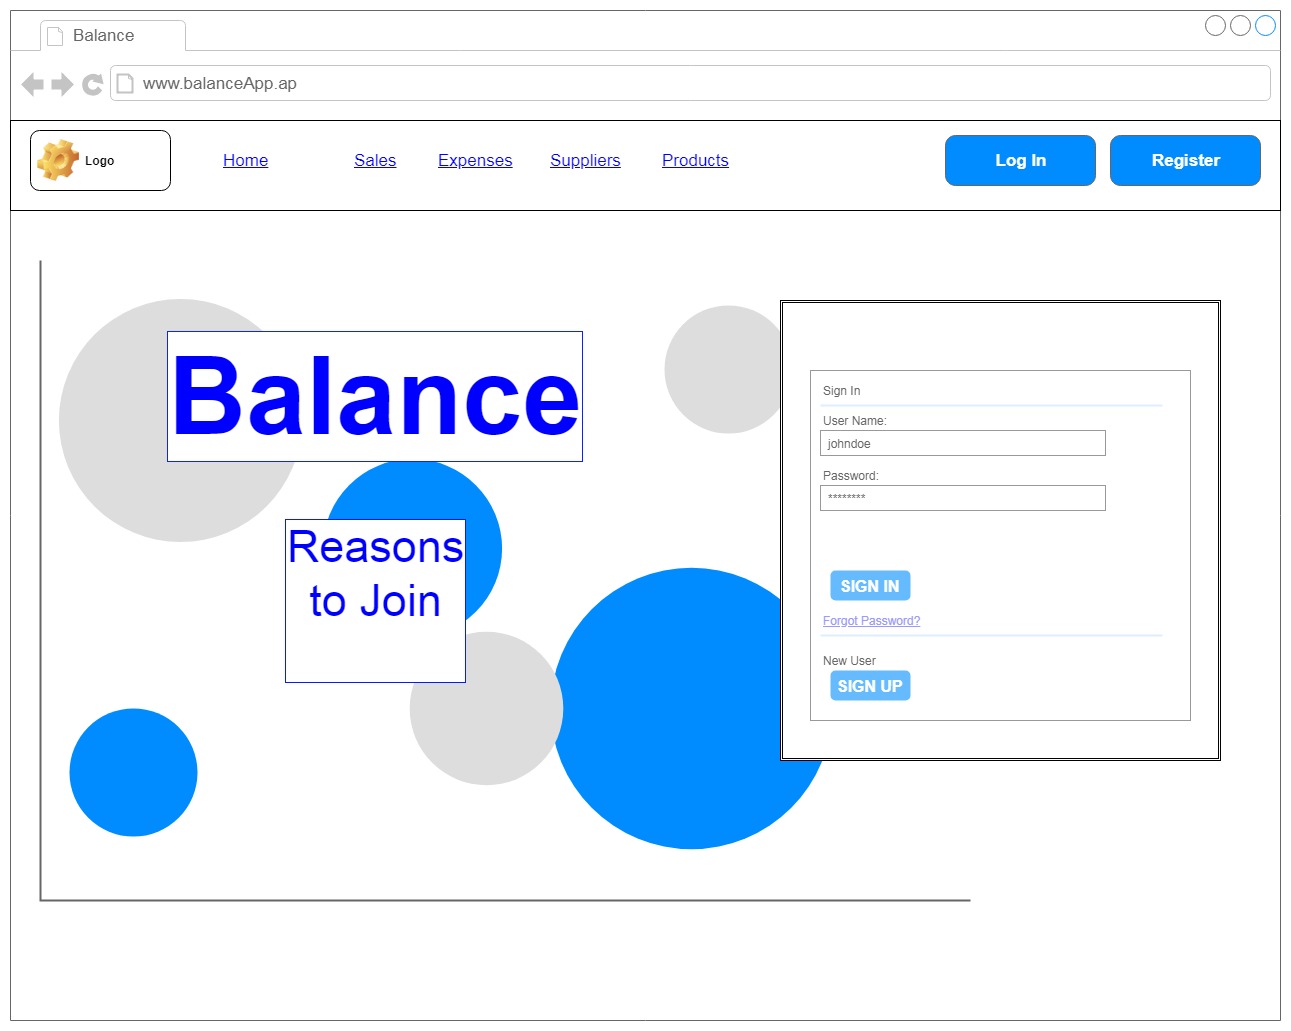 Balance
www.balanceApp.ap
Logo
Home Sales Expenses Suppliers Products
Log In Register
Balance
Reasons
to Join
Sign In
User Name:
johndoe
Password:
********
SIGN IN
Forgot Password?
New User
SIGN UP